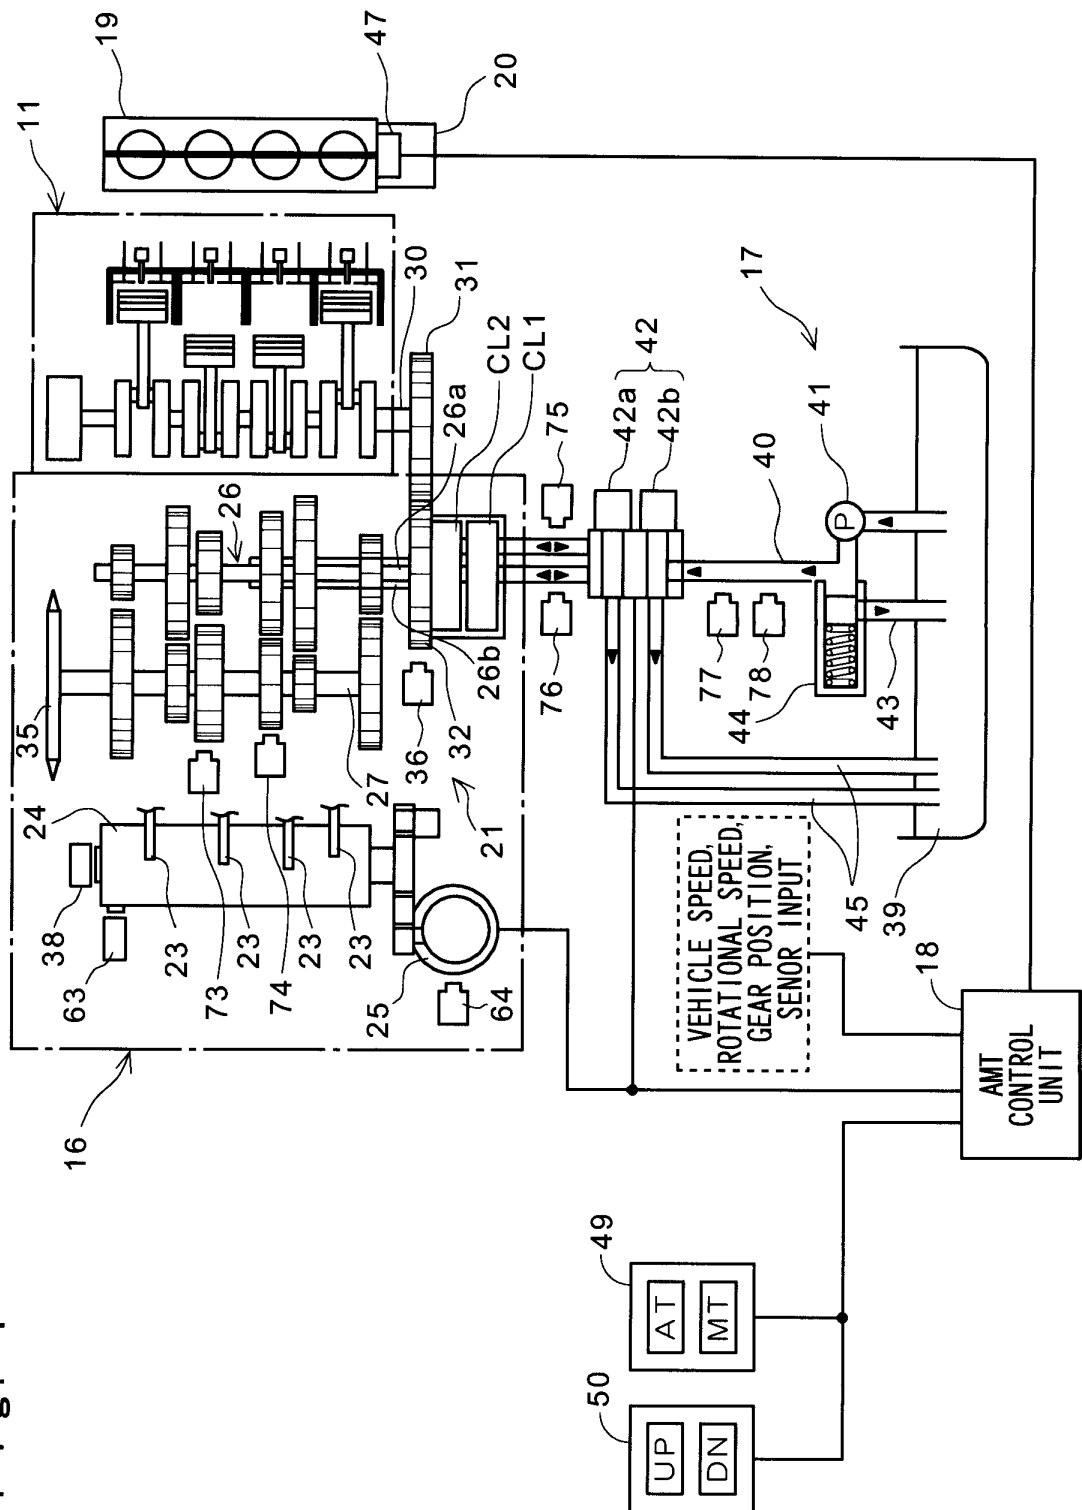 35
24
38
63
16
19
11
47
20
23
23
23
23
73
74
25
64
27
36
32
21
26
26a
26b
30
31
CL2
CL1
75
76
42a
42b
42
50
UP
DN
49
AT
MT
VEHICLE SPEED,
ROTATIONAL SPEED,
GEAR POSITION,
SENOR INPUT
77
78
44
43
40
P
41
17
45
39
18
AMT
CONTROL
UNIT